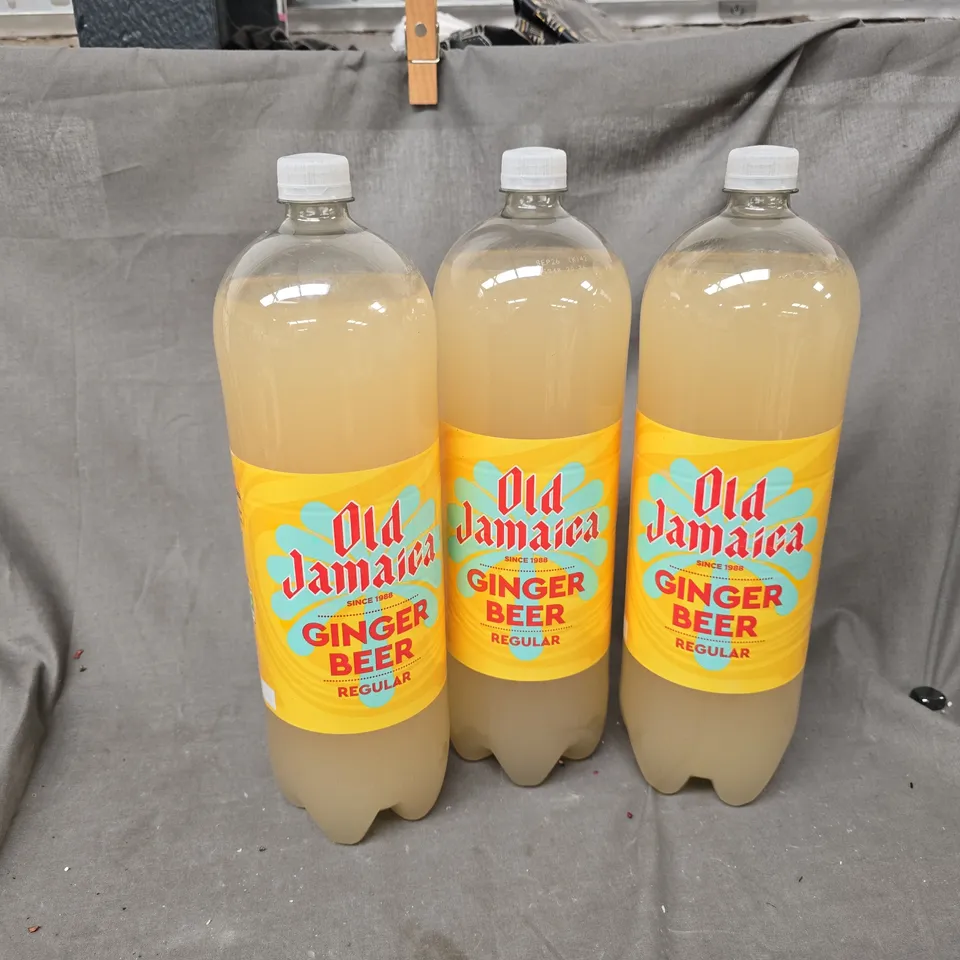 Old
Jamaica
SINCE 1988
GINGER
BEER
REGULAR
Old
Jamaica
SINCE 1988
GINGER
BEER
REGULAR
Old
Jamaica
SINCE 1988
GINGER
BEER
REGULAR